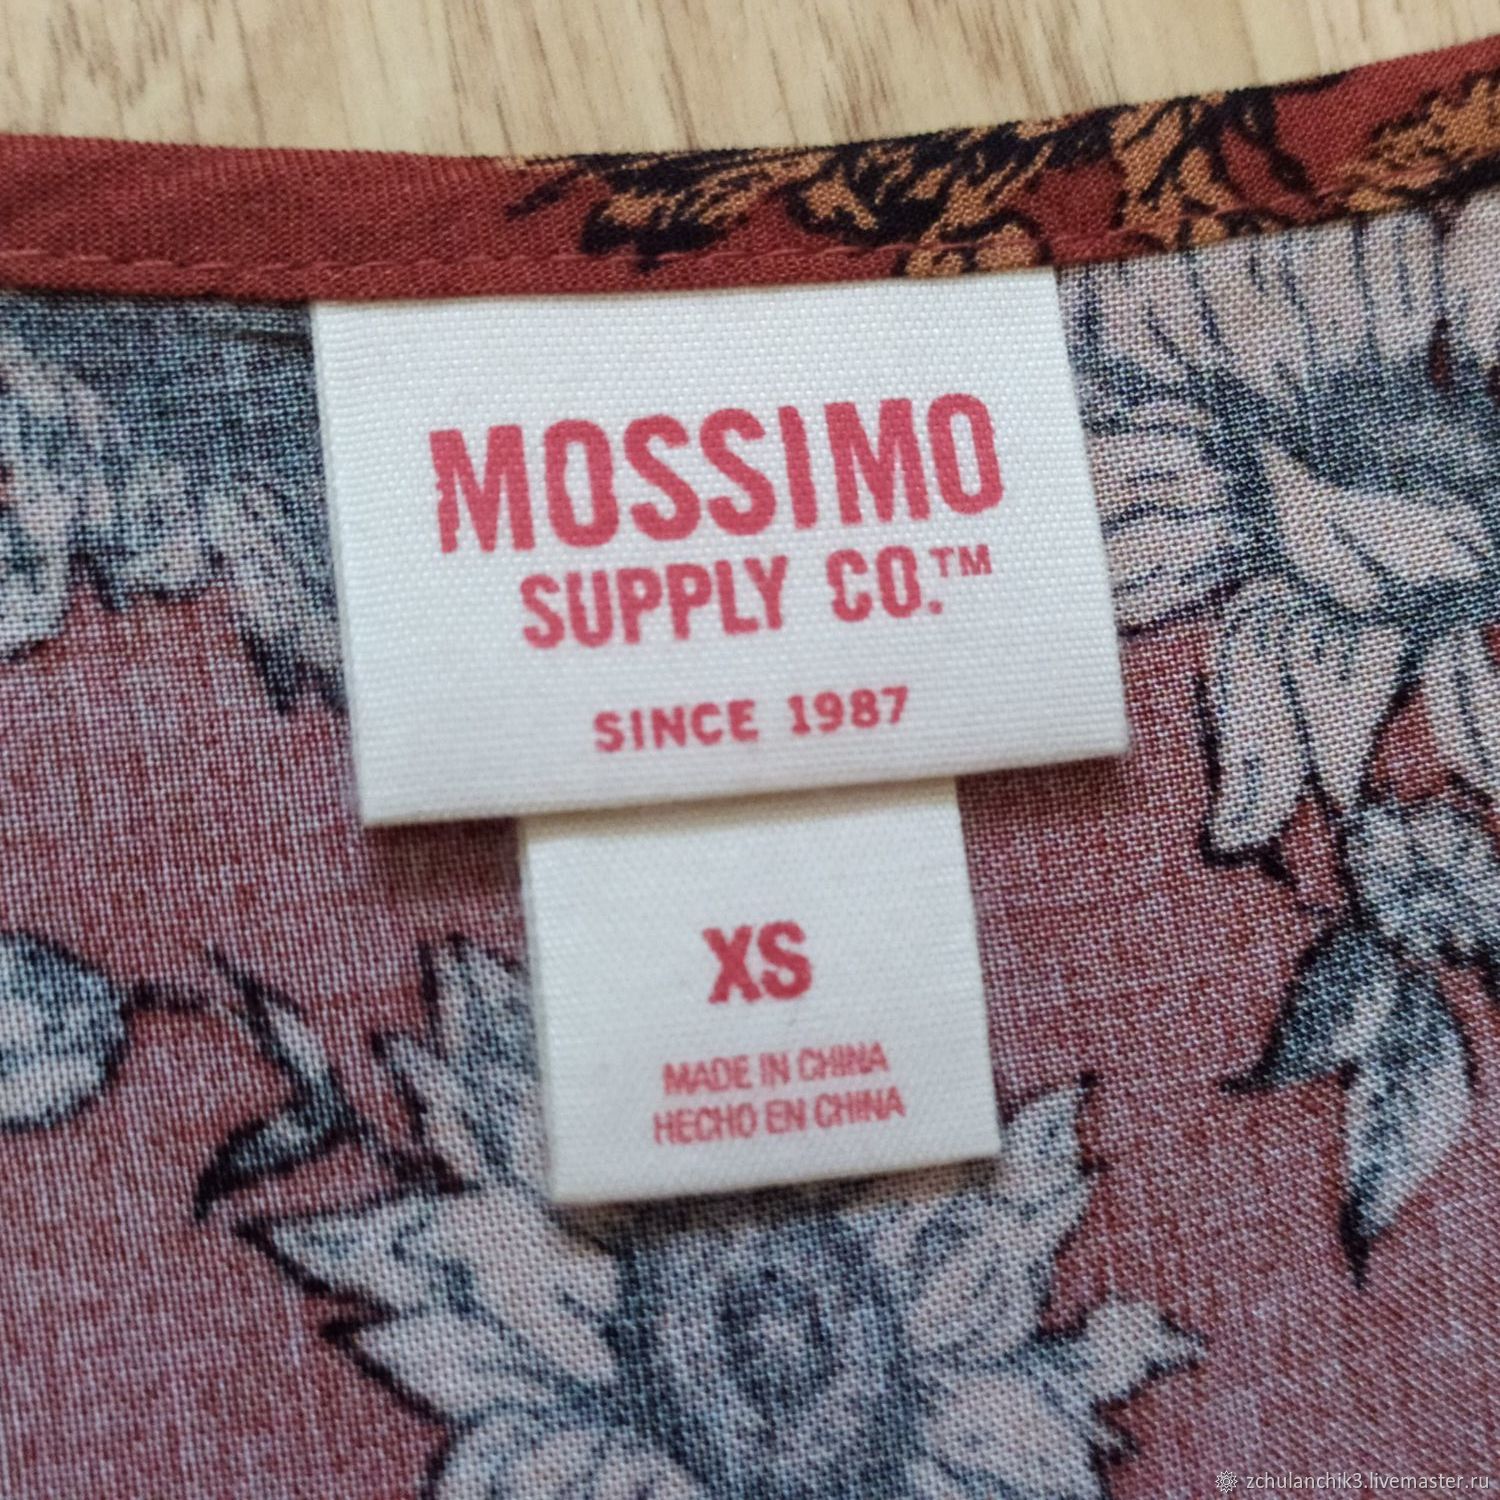 MOSSIMO
SUPPLY CO.™
SINCE 1987
XS
MADE IN CHINA
HECHO EN CHINA
zchulanchik3.livemaster.ru